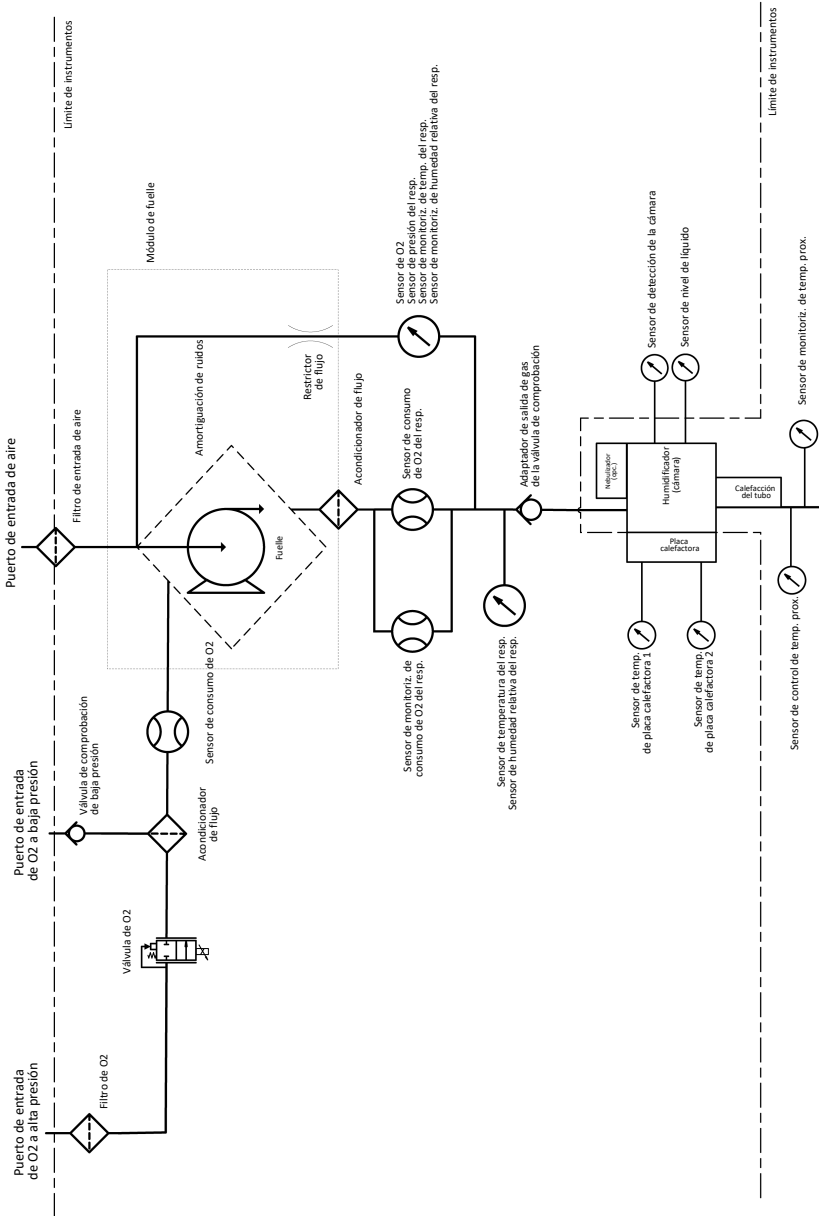 Puerto de entrada
de O2 a alta presión
Filtro de O2
Válvula de O2
Puerto de entrada
de O2 a baja presión
Válvula de comprobación
de baja presión
Acondicionador
de flujo
Sensor de consumo de O2
Puerto de entrada de aire
Filtro de entrada de aire
Límite de instrumentos
Módulo de fuelle
Amortiguación de ruidos
Fuelle
Restrictor
de flujo
Acondicionador de flujo
Sensor de O2
Sensor de presión del resp.
Sensor de monitoriz. de temp. del resp.
Sensor de monitoriz. de humedad relativa del resp.
Sensor de consumo
de O2 del resp.
Sensor de monitoriz. de
consumo de O2 del resp.
Sensor de temperatura del resp.
Sensor de humedad relativa del resp.
Adaptador de salida de gas
de la válvula de comprobación
Nebulizador
(opc.)
Humidificador
(cámara)
Placa
calefactora
Calefacción
del tubo
Sensor de detección de la cámara
Sensor de nivel de líquido
Sensor de temp.
de placa calefactora 1
Sensor de temp.
de placa calefactora 2
Límite de instrumentos
Sensor de monitoriz. de temp. prox.
Sensor de control de temp. prox.